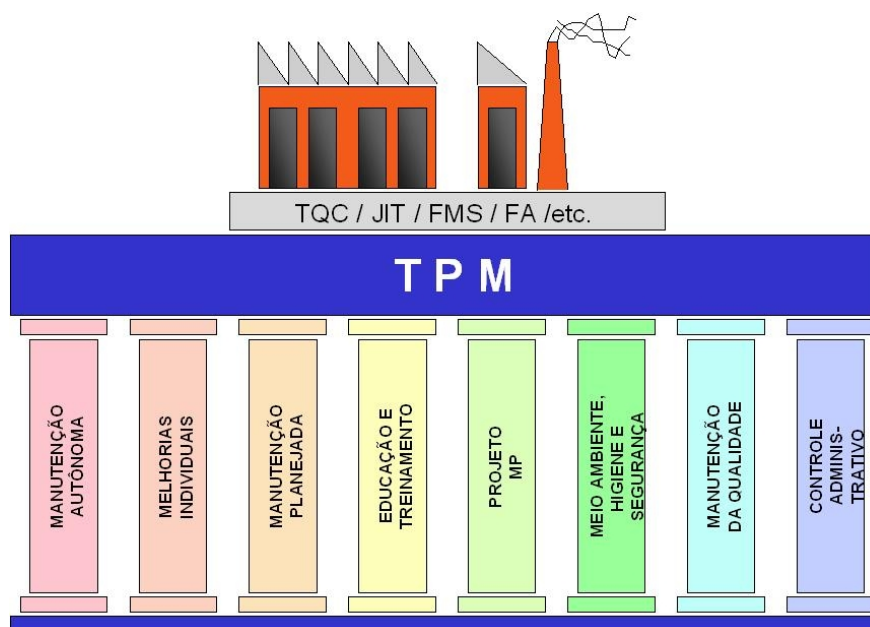 TQC / JIT / FMS / FA /etc.
T P M
MANUTENÇÃO
AUTÔNOMA
MELHORIAS
INDIVIDUAIS
MANUTENÇÃO
PLANEJADA
EDUCAÇÃO E
TREINAMENTO
PROJETO
MP
MEIO AMBIENTE,
HIGIENE E
SEGURANÇA
MANUTENÇÃO
DA QUALIDADE
CONTROLE
ADMINIS-
TRATIVO